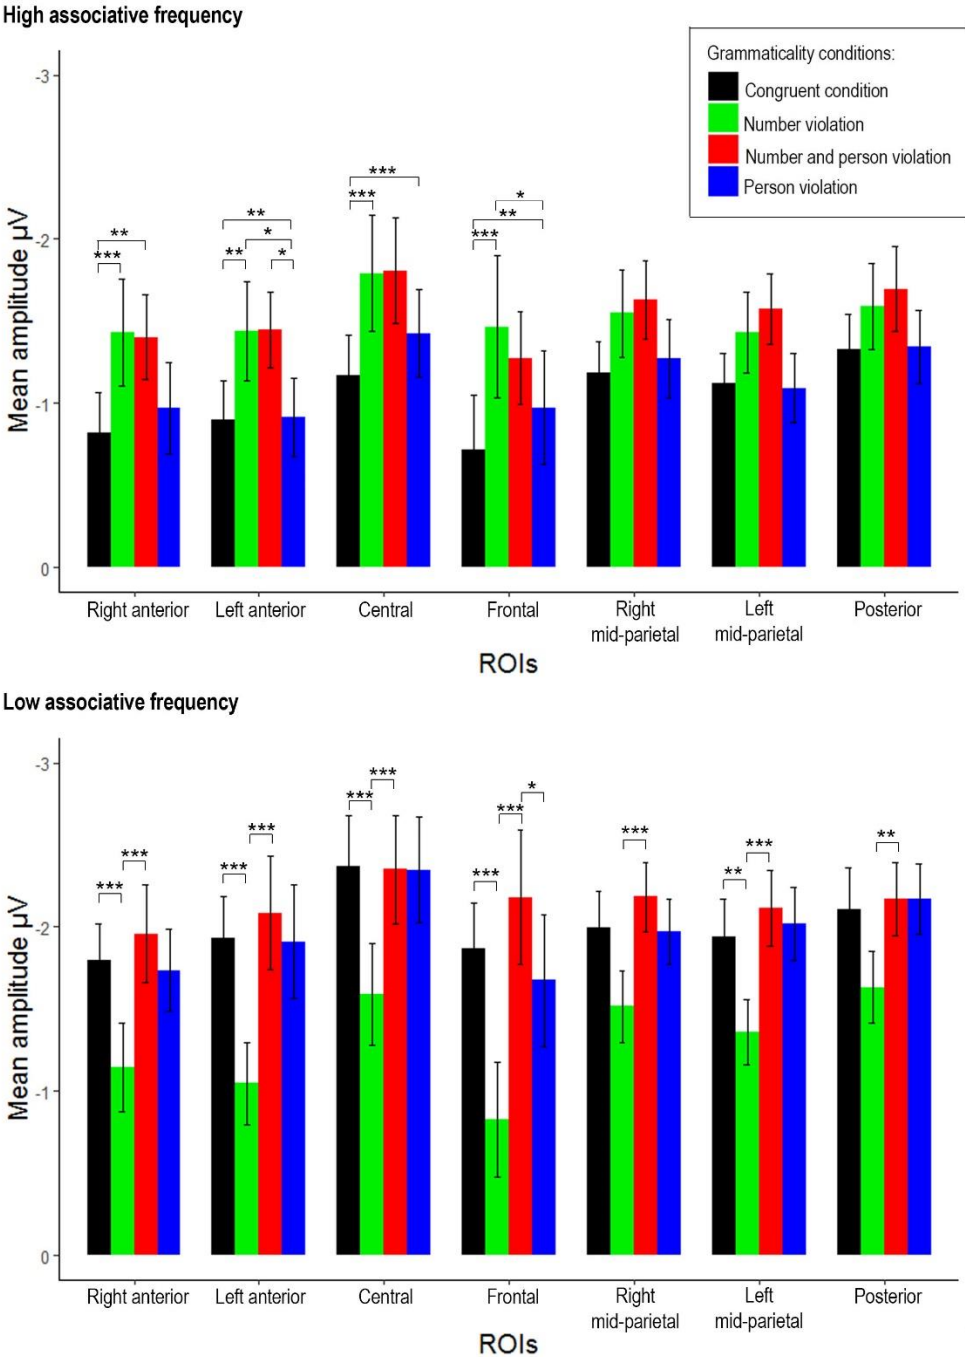 High associative frequency
Grammaticality conditions:
Congruent condition
Number violation
Number and person violation
Person violation
Mean amplitude µV
-3
-2
-1
0
***
**
**
**
*
*
***
***
***
**
*
Right anterior
Left anterior
Central
Frontal
Right mid-parietal
Left mid-parietal
Posterior
ROIs
Low associative frequency
Mean amplitude µV
-3
-2
-1
0
***
***
***
***
***
***
***
***
*
***
**
***
**
Right anterior
Left anterior
Central
Frontal
Right mid-parietal
Left mid-parietal
Posterior
ROIs